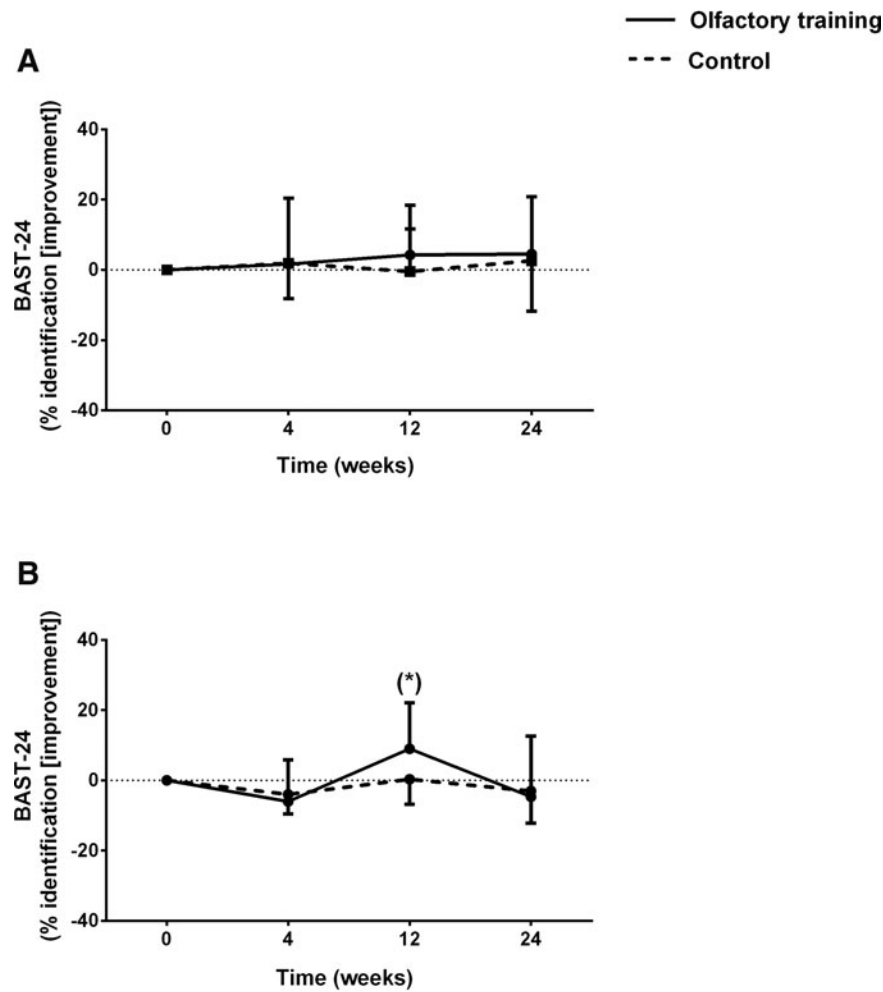 Olfactory training
Control
A
BAST-24
(% identification [improvement])
40
20
0
-20
-40
0 4 12 24
Time (weeks)
B
BAST-24
(% identification [improvement])
40
20
0
-20
-40
(*)
0 4 12 24
Time (weeks)